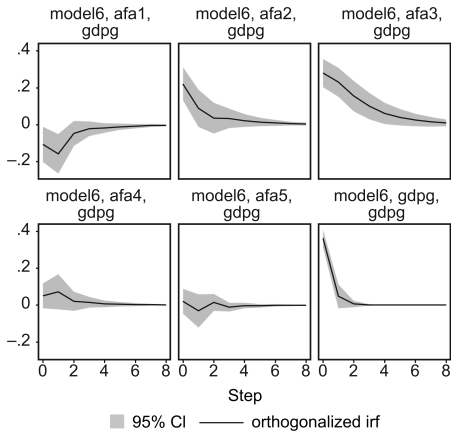 model6, afa1, gdpg
model6, afa2, gdpg
model6, afa3, gdpg
.4
.2
0
−.2
model6, afa4, gdpg
model6, afa5, gdpg
model6, gdpg, gdpg
.4
.2
0
−.2
0 2 4 6 8 0 2 4 6 8 0 2 4 6 8
Step
95% CI orthogonalized irf